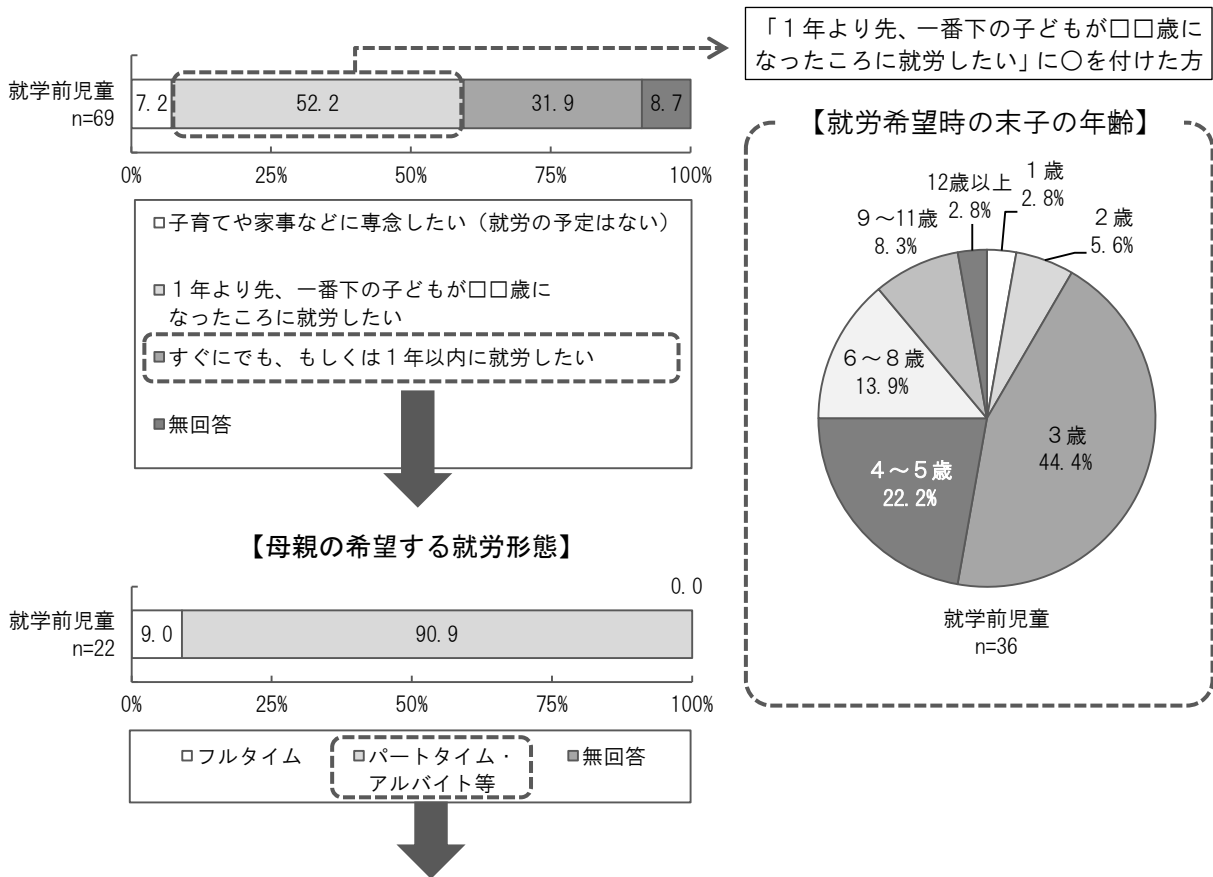 「１年より先、一番下の子どもが□□歳に
なったころに就労したい」に○を付けた方
就学前児童
n=69
7.2
52.2
31.9
8.7
0%
25%
50%
75%
100%
□子育てや家事などに専念したい（就労の予定はない）
１年より先、一番下の子どもが□□歳に
なったころに就労したい
すぐにでも、もしくは１年以内に就労したい
無回答
【就労希望時の末子の年齢】
12歳以上
2.8%
１歳
2.8%
２歳
5.6%
９～11歳
8.3%
６～８歳
13.9%
３歳
44.4%
４～５歳
22.2%
就学前児童
n=36
【母親の希望する就労形態】
就学前児童
n=22
9.0
90.9
0.0
0%
25%
50%
75%
100%
□フルタイム
パートタイム・
アルバイト等
無回答